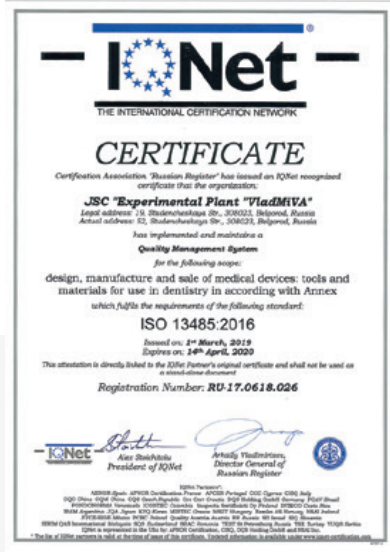 IQNet
®
THE INTERNATIONAL CERTIFICATION NETWORK
CERTIFICATE
Certification Association "Russian Register" has issued an IQNet recognized
certificate that the organization:
JSC "Experimental Plant "VladMiVA"
Legal address: 19, Studencheskaya Str., 308023, Belgorod, Russia
Actual address: 52, Studencheskaya Str., 308023, Belgorod, Russia
has implemented and maintains a
Quality Management System
for the following scope:
design, manufacture and sale of medical devices: tools and
materials for use in dentistry in according with Annex
which fulfils the requirements of the following standard:
ISO 13485:2016
Issued on: 1st March, 2019
Expires on: 14th April, 2020
This attestation is directly linked to the IQNet Partner's original certificate and shall not be used as
a stand-alone document
Registration Number: RU-17.0618.026
IQNet
Alex Stoichitoiu
President of IQNet
Arkady Vladimirtsev,
Director General of
Russian Register
IQNet Partners*: